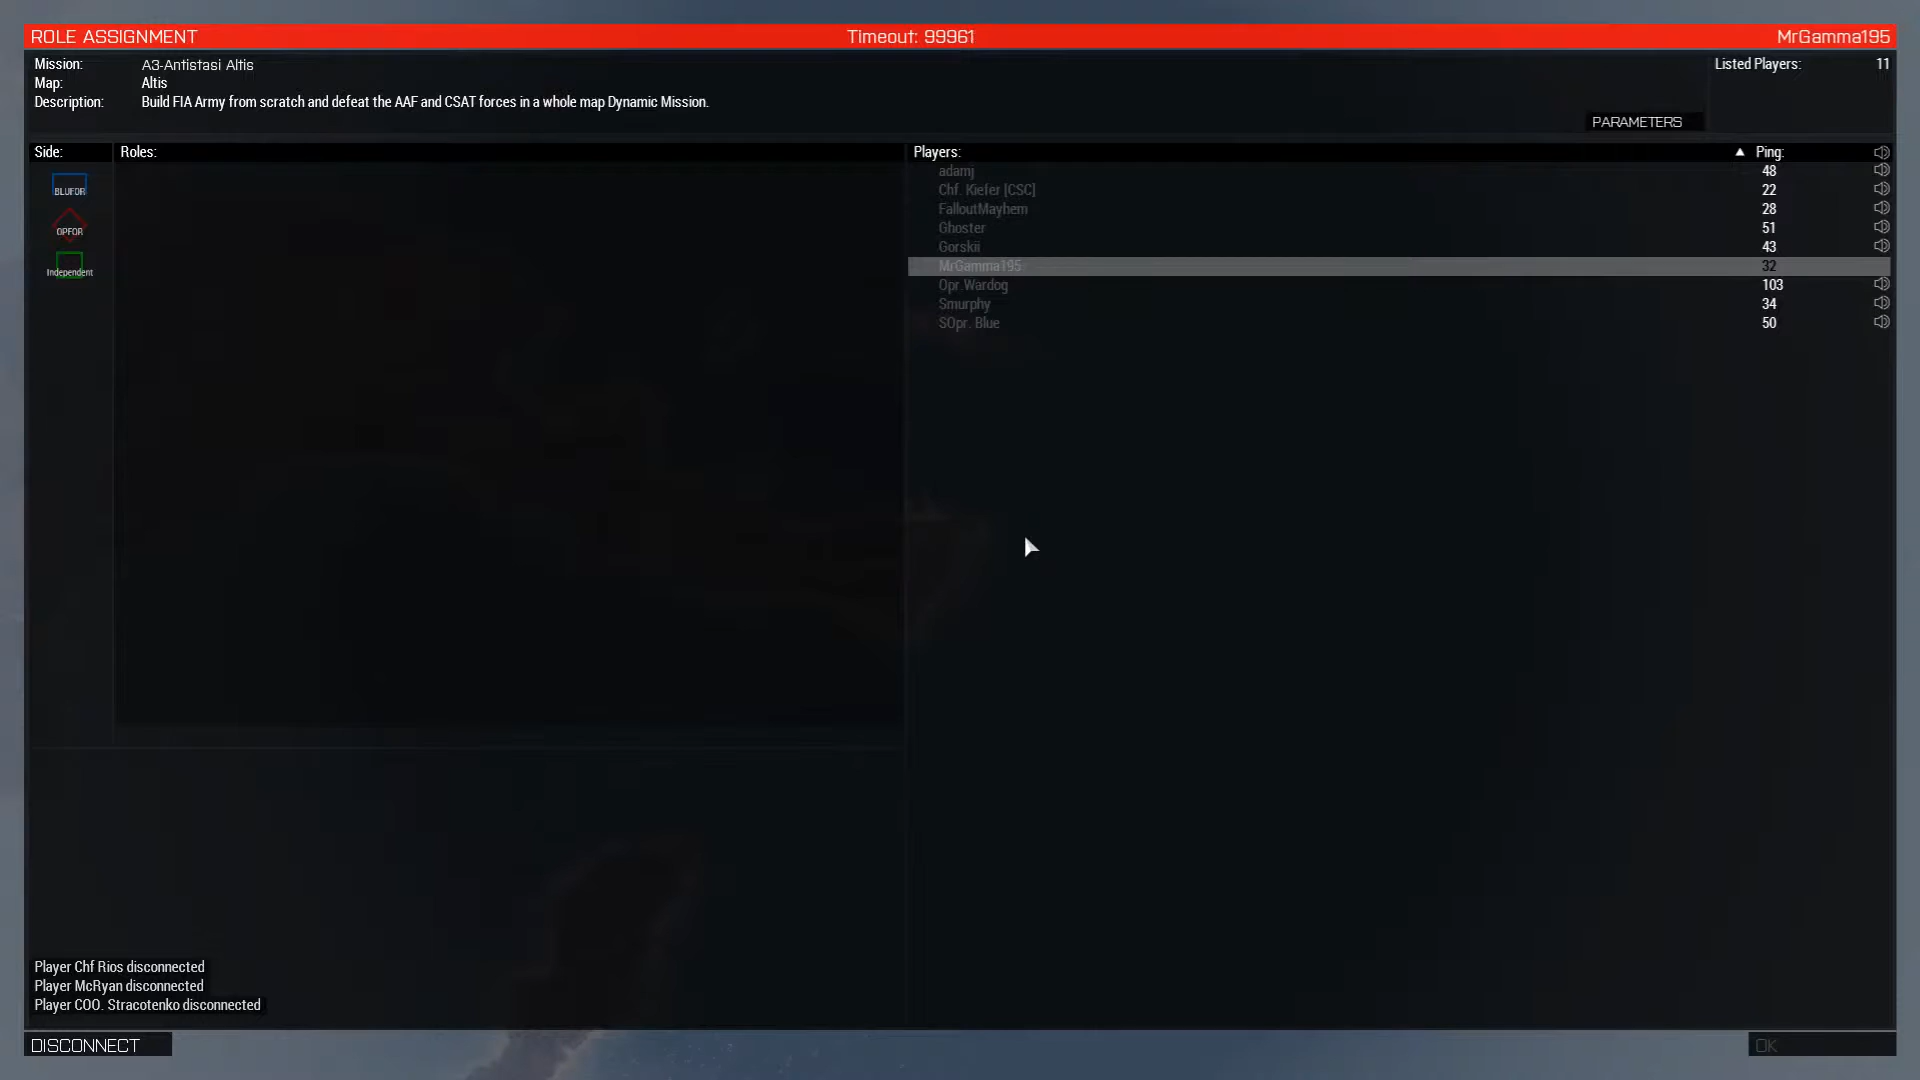 ROLE ASSIGNMENT Timeout: 99961 MrGamma195
Mission: A3-Antistasi Altis Listed Players: 11
Map: Altis
Description: Build FIA Army from scratch and defeat the AAF and CSAT forces in a whole map Dynamic Mission.
PARAMETERS
Side: Roles: Players: Ping:
adamj 48
BLUFOR
Chf. Kiefer [CSC] 22
FalloutMayhem 28
OPFOR
Ghoster 51
Gorskii 43
Independent
MrGamma195 32
Opr.Wardog 103
Smurphy 34
SOpr. Blue 50
Player Chf Rios disconnected
Player McRyan disconnected
Player COO. Stracotenko disconnected
DISCONNECT OK